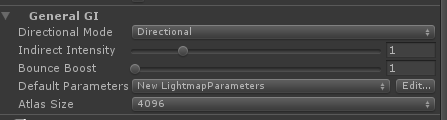 General GI
Directional Mode Directional
Indirect Intensity 1
Bounce Boost 1
Default Parameters New LightmapParameters Edit...
Atlas Size 4096